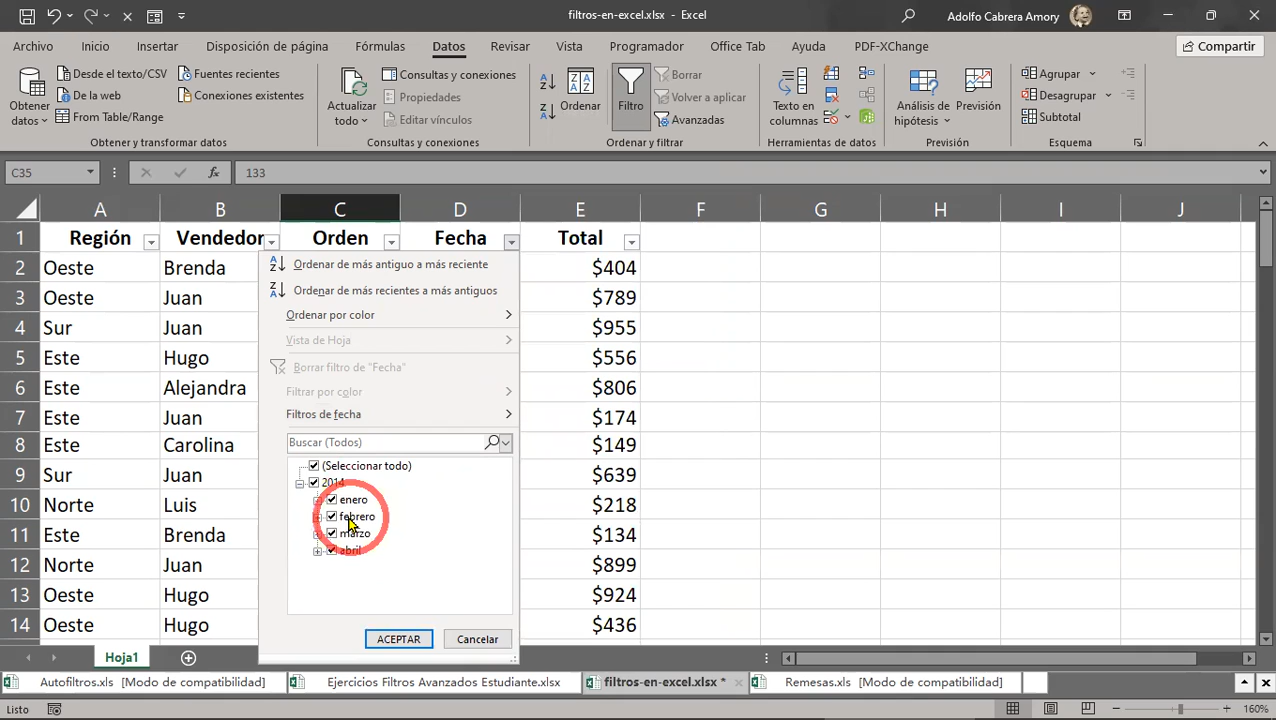 filtros-en-excel.xlsx - Excel
Adolfo Cabrera Amory
Archivo Inicio Insertar Disposición de página Fórmulas Datos Revisar Vista Programador Office Tab Ayuda PDF-XChange Compartir
Obtener datos
Desde el texto/CSV
De la web
From Table/Range
Fuentes recientes
Conexiones existentes
Obtener y transformar datos
Actualizar todo
Consultas y conexiones
Propiedades
Editar vínculos
Consultas y conexiones
Ordenar
Filtro
Borrar
Volver a aplicar
Avanzadas
Ordenar y filtrar
Texto en columnas
Herramientas de datos
Análisis de hipótesis
Previsión
Previsión
Agrupar
Desagrupar
Subtotal
Esquema
C35 fx 133
A B C D E F G H I J
1 Región Vendedor Orden Fecha Total
2 Oeste Brenda $404
3 Oeste Juan $789
4 Sur Juan $955
5 Este Hugo $556
6 Este Alejandra $806
7 Este Juan $174
8 Este Carolina $149
9 Sur Juan $639
10 Norte Luis $218
11 Este Brenda $134
12 Norte Juan $899
13 Oeste Hugo $924
14 Oeste Hugo $436
Ordenar de más antiguo a más reciente
Ordenar de más recientes a más antiguos
Ordenar por color
Vista de Hoja
Borrar filtro de "Fecha"
Filtrar por color
Filtros de fecha
Buscar (Todos)
(Seleccionar todo)
2014
enero
febrero
marzo
abril
ACEPTAR Cancelar
Hoja1
Autofiltros.xls [Modo de compatibilidad] Ejercicios Filtros Avanzados Estudiante.xlsx filtros-en-excel.xlsx * Remesas.xls [Modo de compatibilidad]
Listo 160%